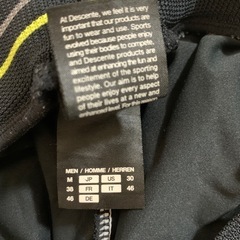 At Descente, we feel it is very
important that our products are
fun to wear and use. Sports
evolved because people enjoy
using their bodies to compete,
and Descente products are
aimed at enhancing the fun and
excitement of the sporting
lifestyle. Our aim is to help
people enjoy every aspect of
their lives at a new and
enhanced level.
MEN / HOMME / HERREN
M JP US 30
38 FR IT 46
46 DE